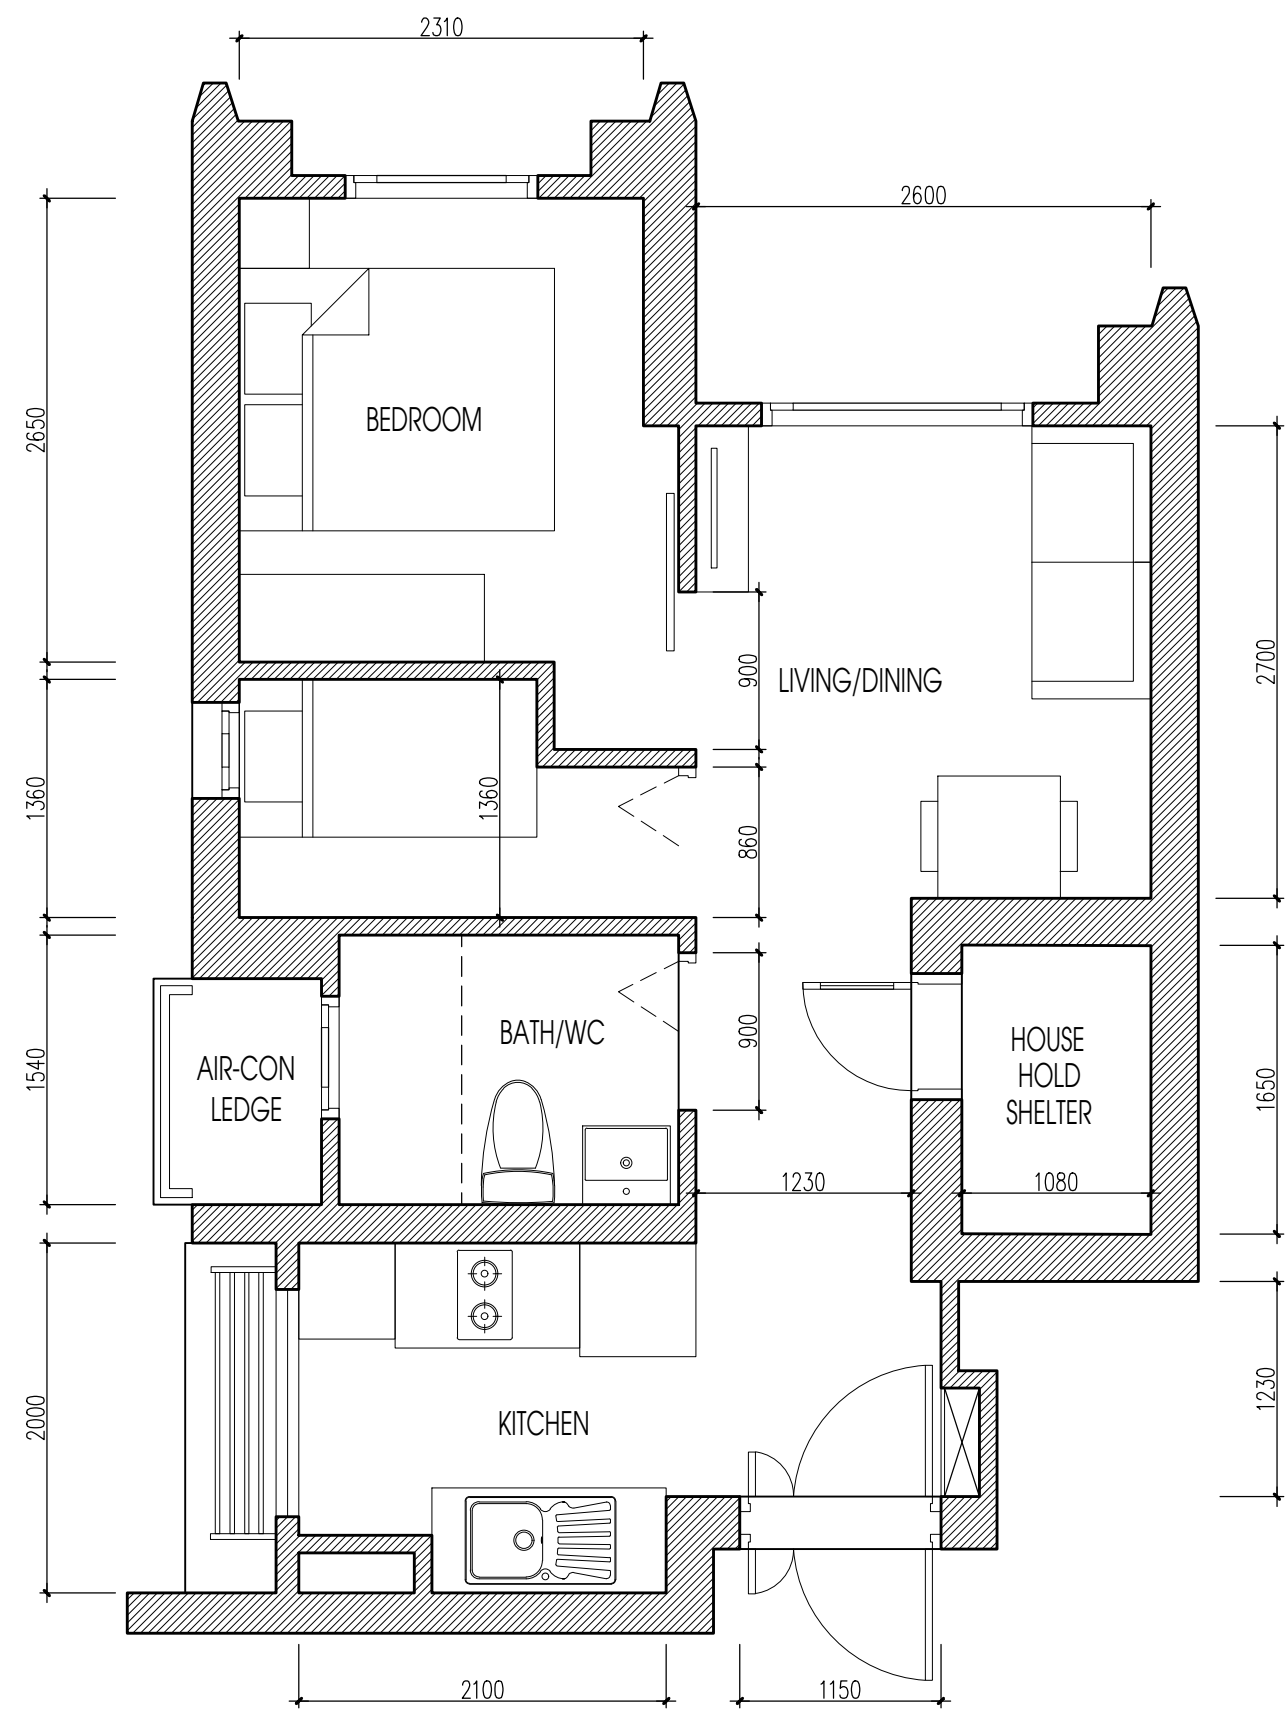 2310
2600
BEDROOM
2650
900
LIVING/DINING
2700
1360
1360
860
BATH/WC
900
HOUSE
HOLD
SHELTER
AIR-CON
LEDGE
1540
1650
1230
1080
KITCHEN
2000
1230
2100
1150